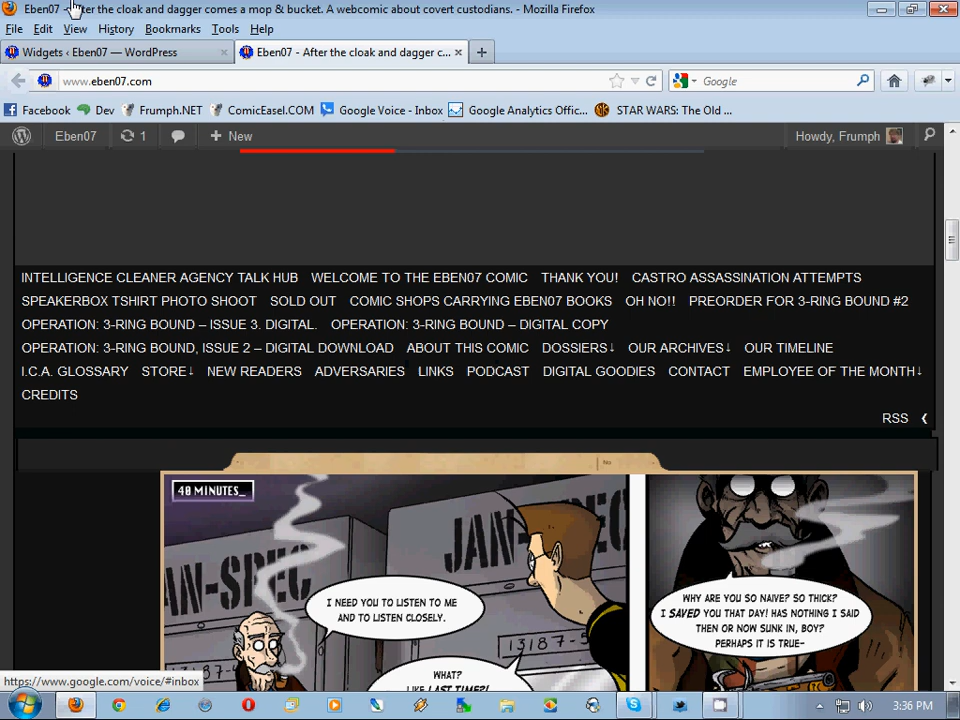 Eben07 - After the cloak and dagger comes a mop & bucket. A webcomic about covert custodians. - Mozilla Firefox
File Edit View History Bookmarks Tools Help
Widgets ‹ Eben07 — WordPress × Eben07 - After the cloak and dagger c... × +
www.eben07.com Google
Facebook Dev Frumph.NET ComicEasel.COM Google Voice - Inbox Google Analytics Offic... STAR WARS: The Old ...
Eben07 1 + New Howdy, Frumph
INTELLIGENCE CLEANER AGENCY TALK HUB WELCOME TO THE EBEN07 COMIC THANK YOU! CASTRO ASSASSINATION ATTEMPTS
SPEAKERBOX TSHIRT PHOTO SHOOT SOLD OUT COMIC SHOPS CARRYING EBEN07 BOOKS OH NO!! PREORDER FOR 3-RING BOUND #2
OPERATION: 3-RING BOUND – ISSUE 3. DIGITAL. OPERATION: 3-RING BOUND – DIGITAL COPY
OPERATION: 3-RING BOUND, ISSUE 2 – DIGITAL DOWNLOAD ABOUT THIS COMIC DOSSIERS↓ OUR ARCHIVES↓ OUR TIMELINE
I.C.A. GLOSSARY STORE↓ NEW READERS ADVERSARIES LINKS PODCAST DIGITAL GOODIES CONTACT EMPLOYEE OF THE MONTH↓
CREDITS
RSS ‹
No
48 MINUTES_
JAN-SPEC
AN-SPEC
I NEED YOU TO LISTEN TO ME
AND TO LISTEN CLOSELY.
WHY ARE YOU SO NAIVE? SO THICK?
I SAVED YOU THAT DAY! HAS NOTHING I SAID
THEN OR NOW SUNK IN, BOY?
PERHAPS IT IS TRUE-
13187-5
WHAT?
LIKE LAST TIME?!
https://www.google.com/voice/#inbox
3:36 PM